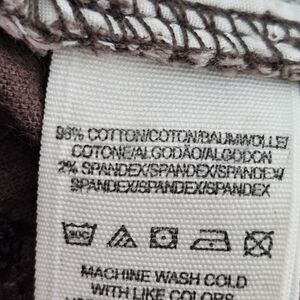 98% COTTON/COTON/BAUMWOLLE/
COTONE/ALGODÃO/ALGODON
2% SPANDEX/SPANDEX/SPANDEX/
SPANDEX/SPANDEX/SPANDEX
MACHINE WASH COLD
WITH LIKE COLORS